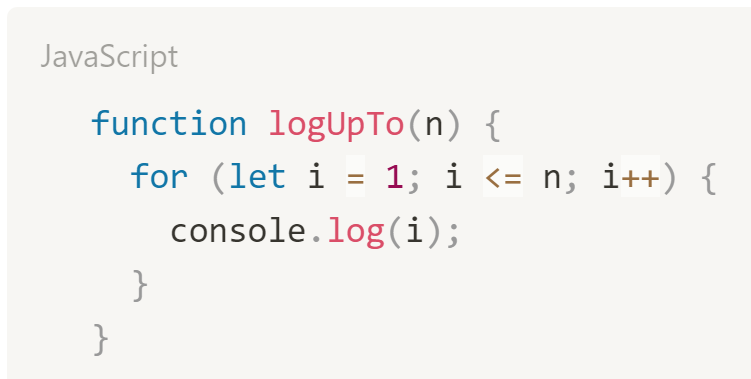 JavaScript
function logUpTo(n) {
for (let i = 1; i <= n; i++) {
console.log(i);
}
}